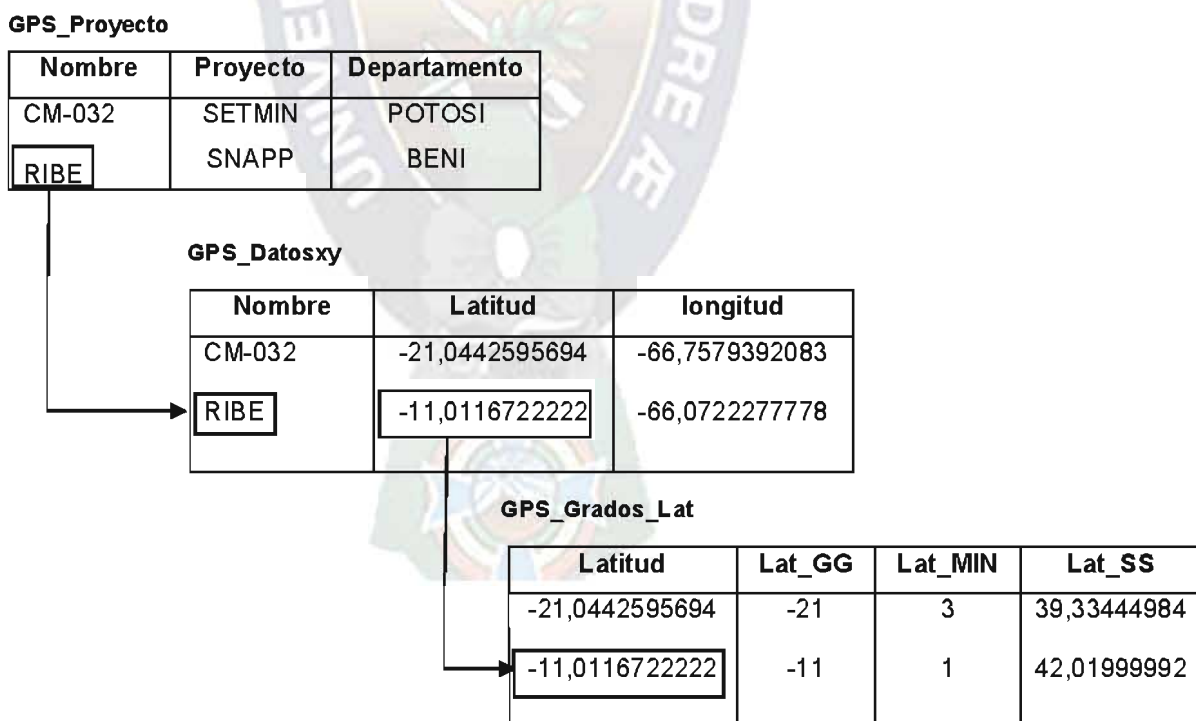 GPS_Proyecto
Nombre Proyecto Departamento
CM-032 SETMIN POTOSI
RIBE SNAPP BENI
GPS_Datosxy
Nombre Latitud longitud
CM-032 -21,0442595694 -66,7579392083
RIBE -11,0116722222 -66,0722277778
GPS_Grados_Lat
Latitud Lat_GG Lat_MIN Lat_SS
-21,0442595694 -21 3 39,33444984
-11,0116722222 -11 1 42,01999992